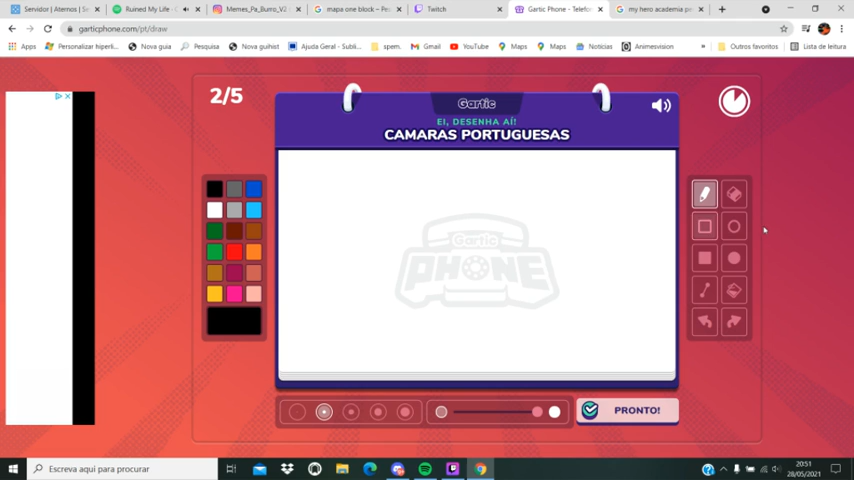 Servidor | Aternos | Se
Ruined My Life - C
Memes_Pa_Burro_V2
mapa one block – Pes
Twitch
Gartic Phone - Telefon
my hero academia pe
garticphone.com/pt/draw
Apps
Personalizar hiperli...
Nova guia
Nova guihist
Ajuda Geral - Subli...
spem.
Gmail
YouTube
Maps
Maps
Notícias
Animesvision
»
Outros favoritos
Lista de leitura
2/5
Gartic
EI, DESENHA AÍ!
CAMARAS PORTUGUESAS
Gartic
PHONE
PRONTO!
Escreva aqui para procurar
20:51
28/05/2021